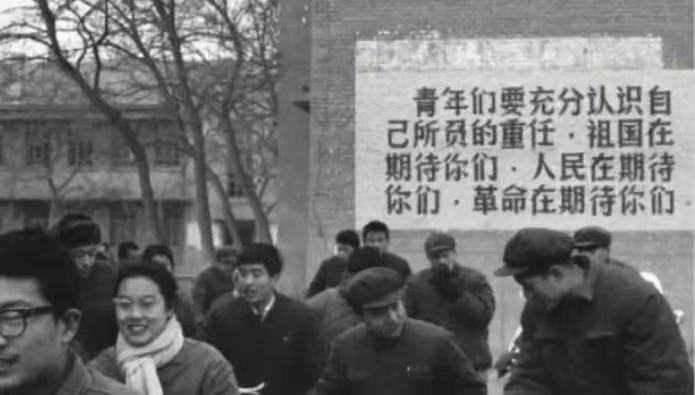 青年们要充分认识自
己所负的重任，祖国在
期待你们，人民在期待
你们，革命在期待你们.